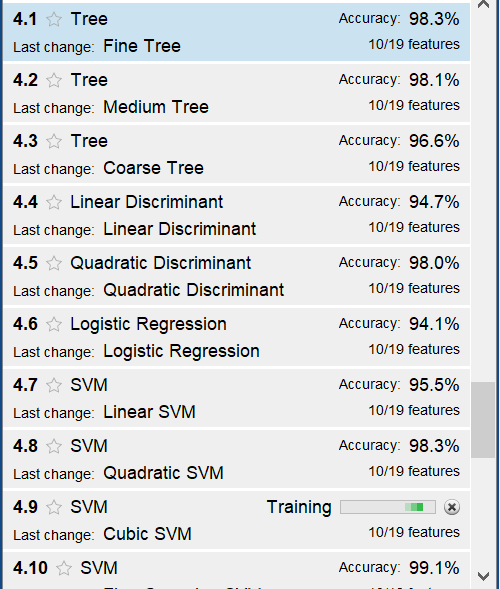 4.1 Tree Accuracy: 98.3%
Last change: Fine Tree 10/19 features
4.2 Tree Accuracy: 98.1%
Last change: Medium Tree 10/19 features
4.3 Tree Accuracy: 96.6%
Last change: Coarse Tree 10/19 features
4.4 Linear Discriminant Accuracy: 94.7%
Last change: Linear Discriminant 10/19 features
4.5 Quadratic Discriminant Accuracy: 98.0%
Last change: Quadratic Discriminant 10/19 features
4.6 Logistic Regression Accuracy: 94.1%
Last change: Logistic Regression 10/19 features
4.7 SVM Accuracy: 95.5%
Last change: Linear SVM 10/19 features
4.8 SVM Accuracy: 98.3%
Last change: Quadratic SVM 10/19 features
4.9 SVM Training
Last change: Cubic SVM 10/19 features
4.10 SVM Accuracy: 99.1%